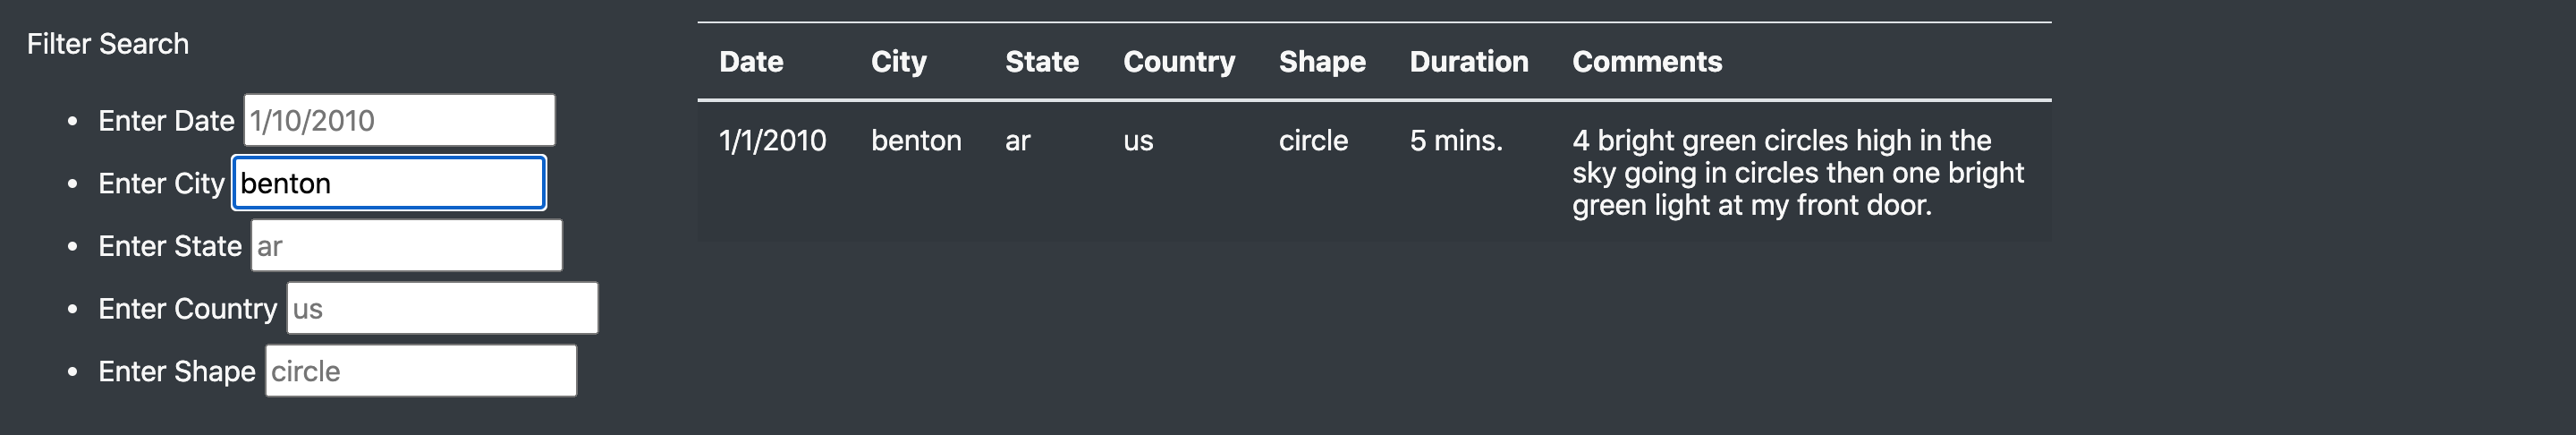 Filter Search
Enter Date 1/10/2010
Enter City benton
Enter State ar
Enter Country us
Enter Shape circle
Date City State Country Shape Duration Comments
1/1/2010 benton ar us circle 5 mins. 4 bright green circles high in the
sky going in circles then one bright
green light at my front door.